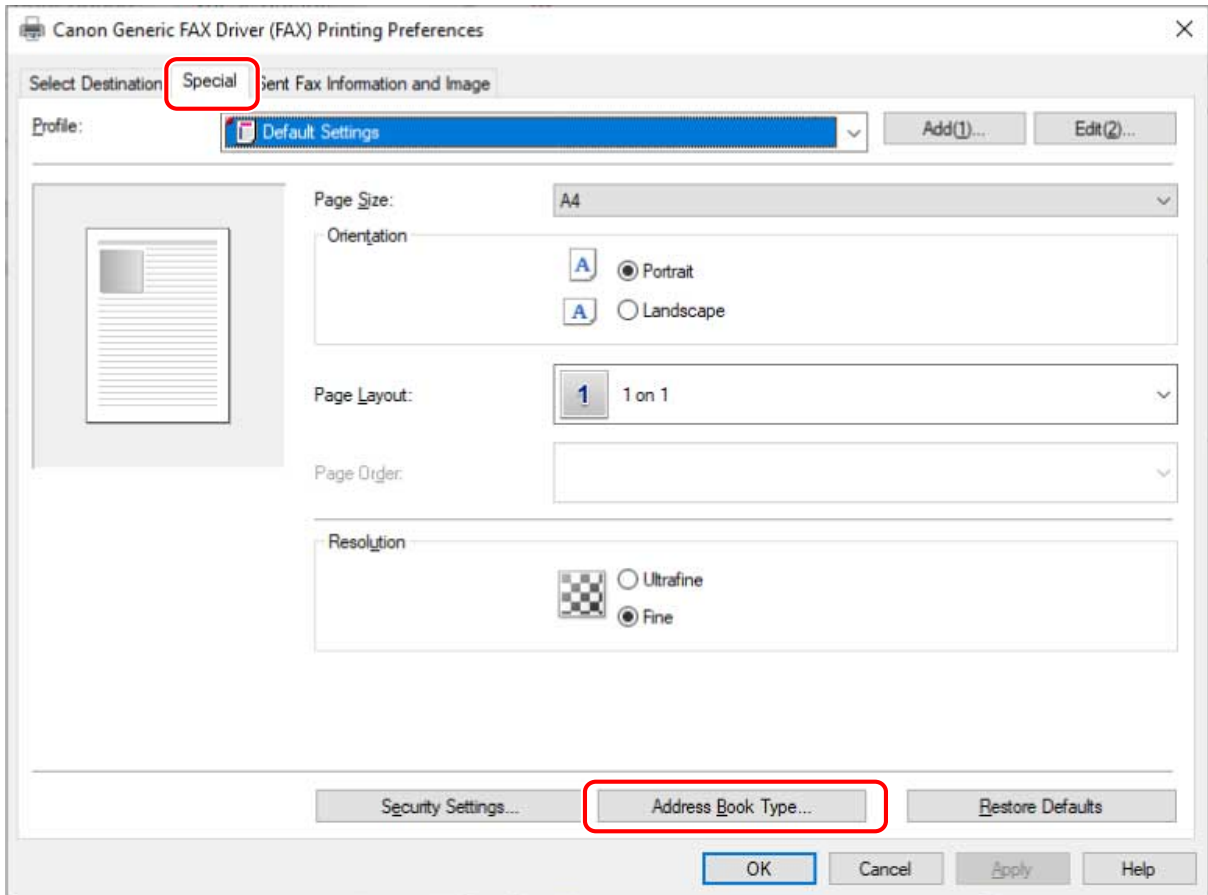 Canon Generic FAX Driver (FAX) Printing Preferences
Select Destination Special Sent Fax Information and Image
Profile: Default Settings Add(1)... Edit(2)...
Page Size: A4
Orientation
A Portrait
A Landscape
Page Layout: 1 1 on 1
Page Order:
Resolution
Ultrafine
Fine
Security Settings... Address Book Type... Restore Defaults
OK Cancel Apply Help